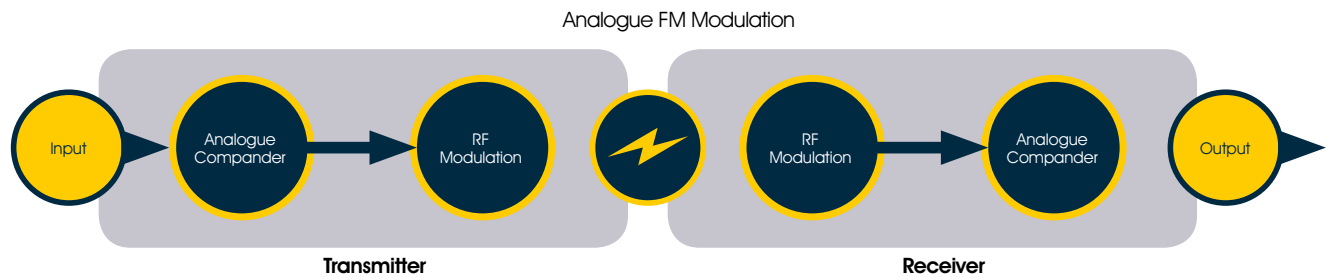 Analogue FM Modulation
Input
Analogue
Compander
RF
Modulation
RF
Modulation
Analogue
Compander
Output
Transmitter
Receiver